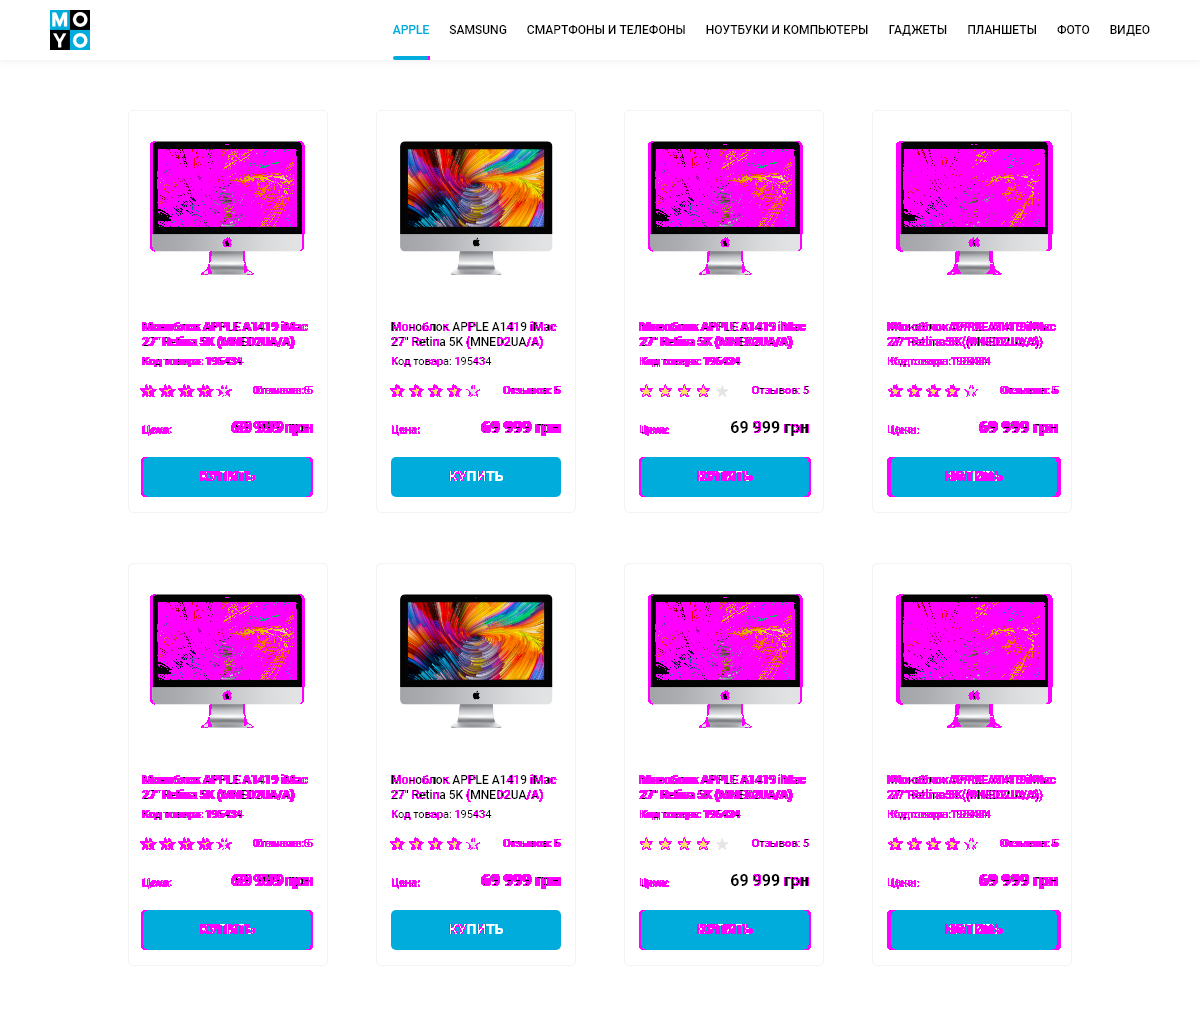 MOYO
APPLE SAMSUNG СМАРТФОНЫ И ТЕЛЕФОНЫ НОУТБУКИ И КОМПЬЮТЕРЫ ГАДЖЕТЫ ПЛАНШЕТЫ ФОТО ВИДЕО
Моноблок APPLE A1419 iMac
27" Retina 5K (MNED2UA/A)
Код товара: 195434
Отзывов: 5
Цена: 69 999 грн
КУПИТЬ
Моноблок APPLE A1419 iMac
27" Retina 5K (MNED2UA/A)
Код товара: 195434
Отзывов: 5
Цена: 69 999 грн
КУПИТЬ
Моноблок APPLE A1419 iMac
27" Retina 5K (MNED2UA/A)
Код товара: 195434
Отзывов: 5
Цена: 69 999 грн
КУПИТЬ
Моноблок APPLE A1419 iMac
27" Retina 5K (MNED2UA/A)
Код товара: 195434
Отзывов: 5
Цена: 69 999 грн
КУПИТЬ
Моноблок APPLE A1419 iMac
27" Retina 5K (MNED2UA/A)
Код товара: 195434
Отзывов: 5
Цена: 69 999 грн
КУПИТЬ
Моноблок APPLE A1419 iMac
27" Retina 5K (MNED2UA/A)
Код товара: 195434
Отзывов: 5
Цена: 69 999 грн
КУПИТЬ
Моноблок APPLE A1419 iMac
27" Retina 5K (MNED2UA/A)
Код товара: 195434
Отзывов: 5
Цена: 69 999 грн
КУПИТЬ
Моноблок APPLE A1419 iMac
27" Retina 5K (MNED2UA/A)
Код товара: 195434
Отзывов: 5
Цена: 69 999 грн
КУПИТЬ